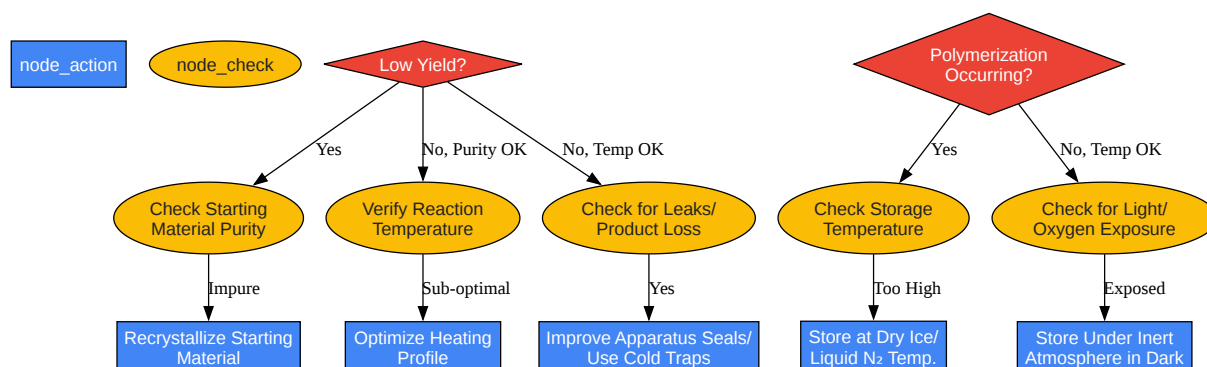 node_action
node_check
Low Yield?
Polymerization
Occurring?
Yes
No, Purity OK
No, Temp OK
Yes
No, Temp OK
Check Starting
Material Purity
Verify Reaction
Temperature
Check for Leaks/
Product Loss
Check Storage
Temperature
Check for Light/
Oxygen Exposure
Impure
Sub-optimal
Yes
Too High
Exposed
Recrystallize Starting
Material
Optimize Heating
Profile
Improve Apparatus Seals/
Use Cold Traps
Store at Dry Ice/
Liquid N₂ Temp.
Store Under Inert
Atmosphere in Dark